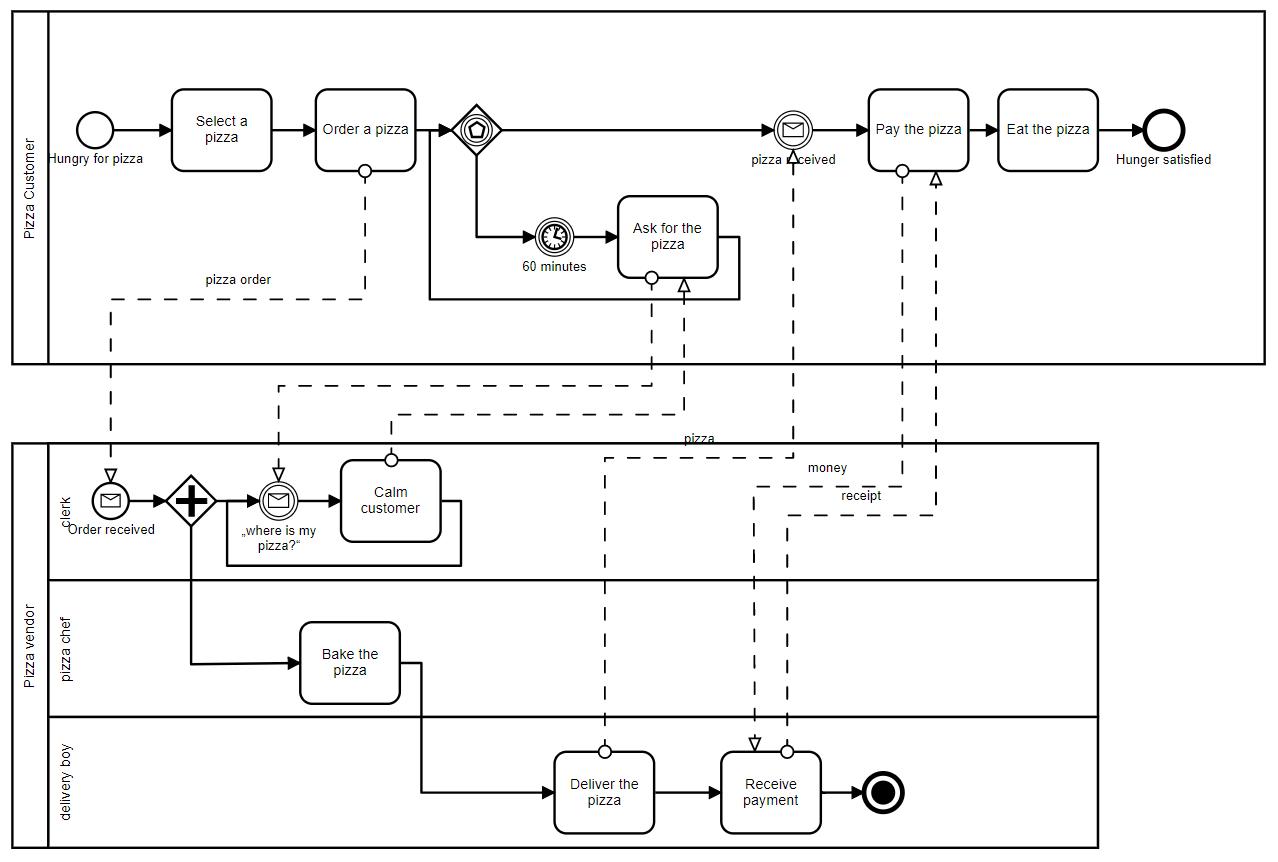 Pizza Customer
Hungry for pizza
Select a
pizza
Order a pizza
pizza received
Pay the pizza
Eat the pizza
Hunger satisfied
60 minutes
Ask for the
pizza
pizza order
pizza
money
receipt
Pizza vendor
clerk
Order received
„where is my
pizza?“
Calm
customer
pizza chef
Bake the
pizza
delivery boy
Deliver the
pizza
Receive
payment